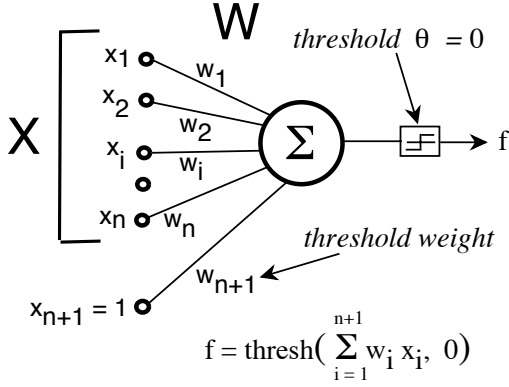 W
threshold θ = 0
X
x1
w1
x2
w2
xi
wi
Σ
f
xn
wn
threshold weight
wn+1
xn+1 = 1
n+1
f = thresh( Σ wi xi, 0)
i = 1